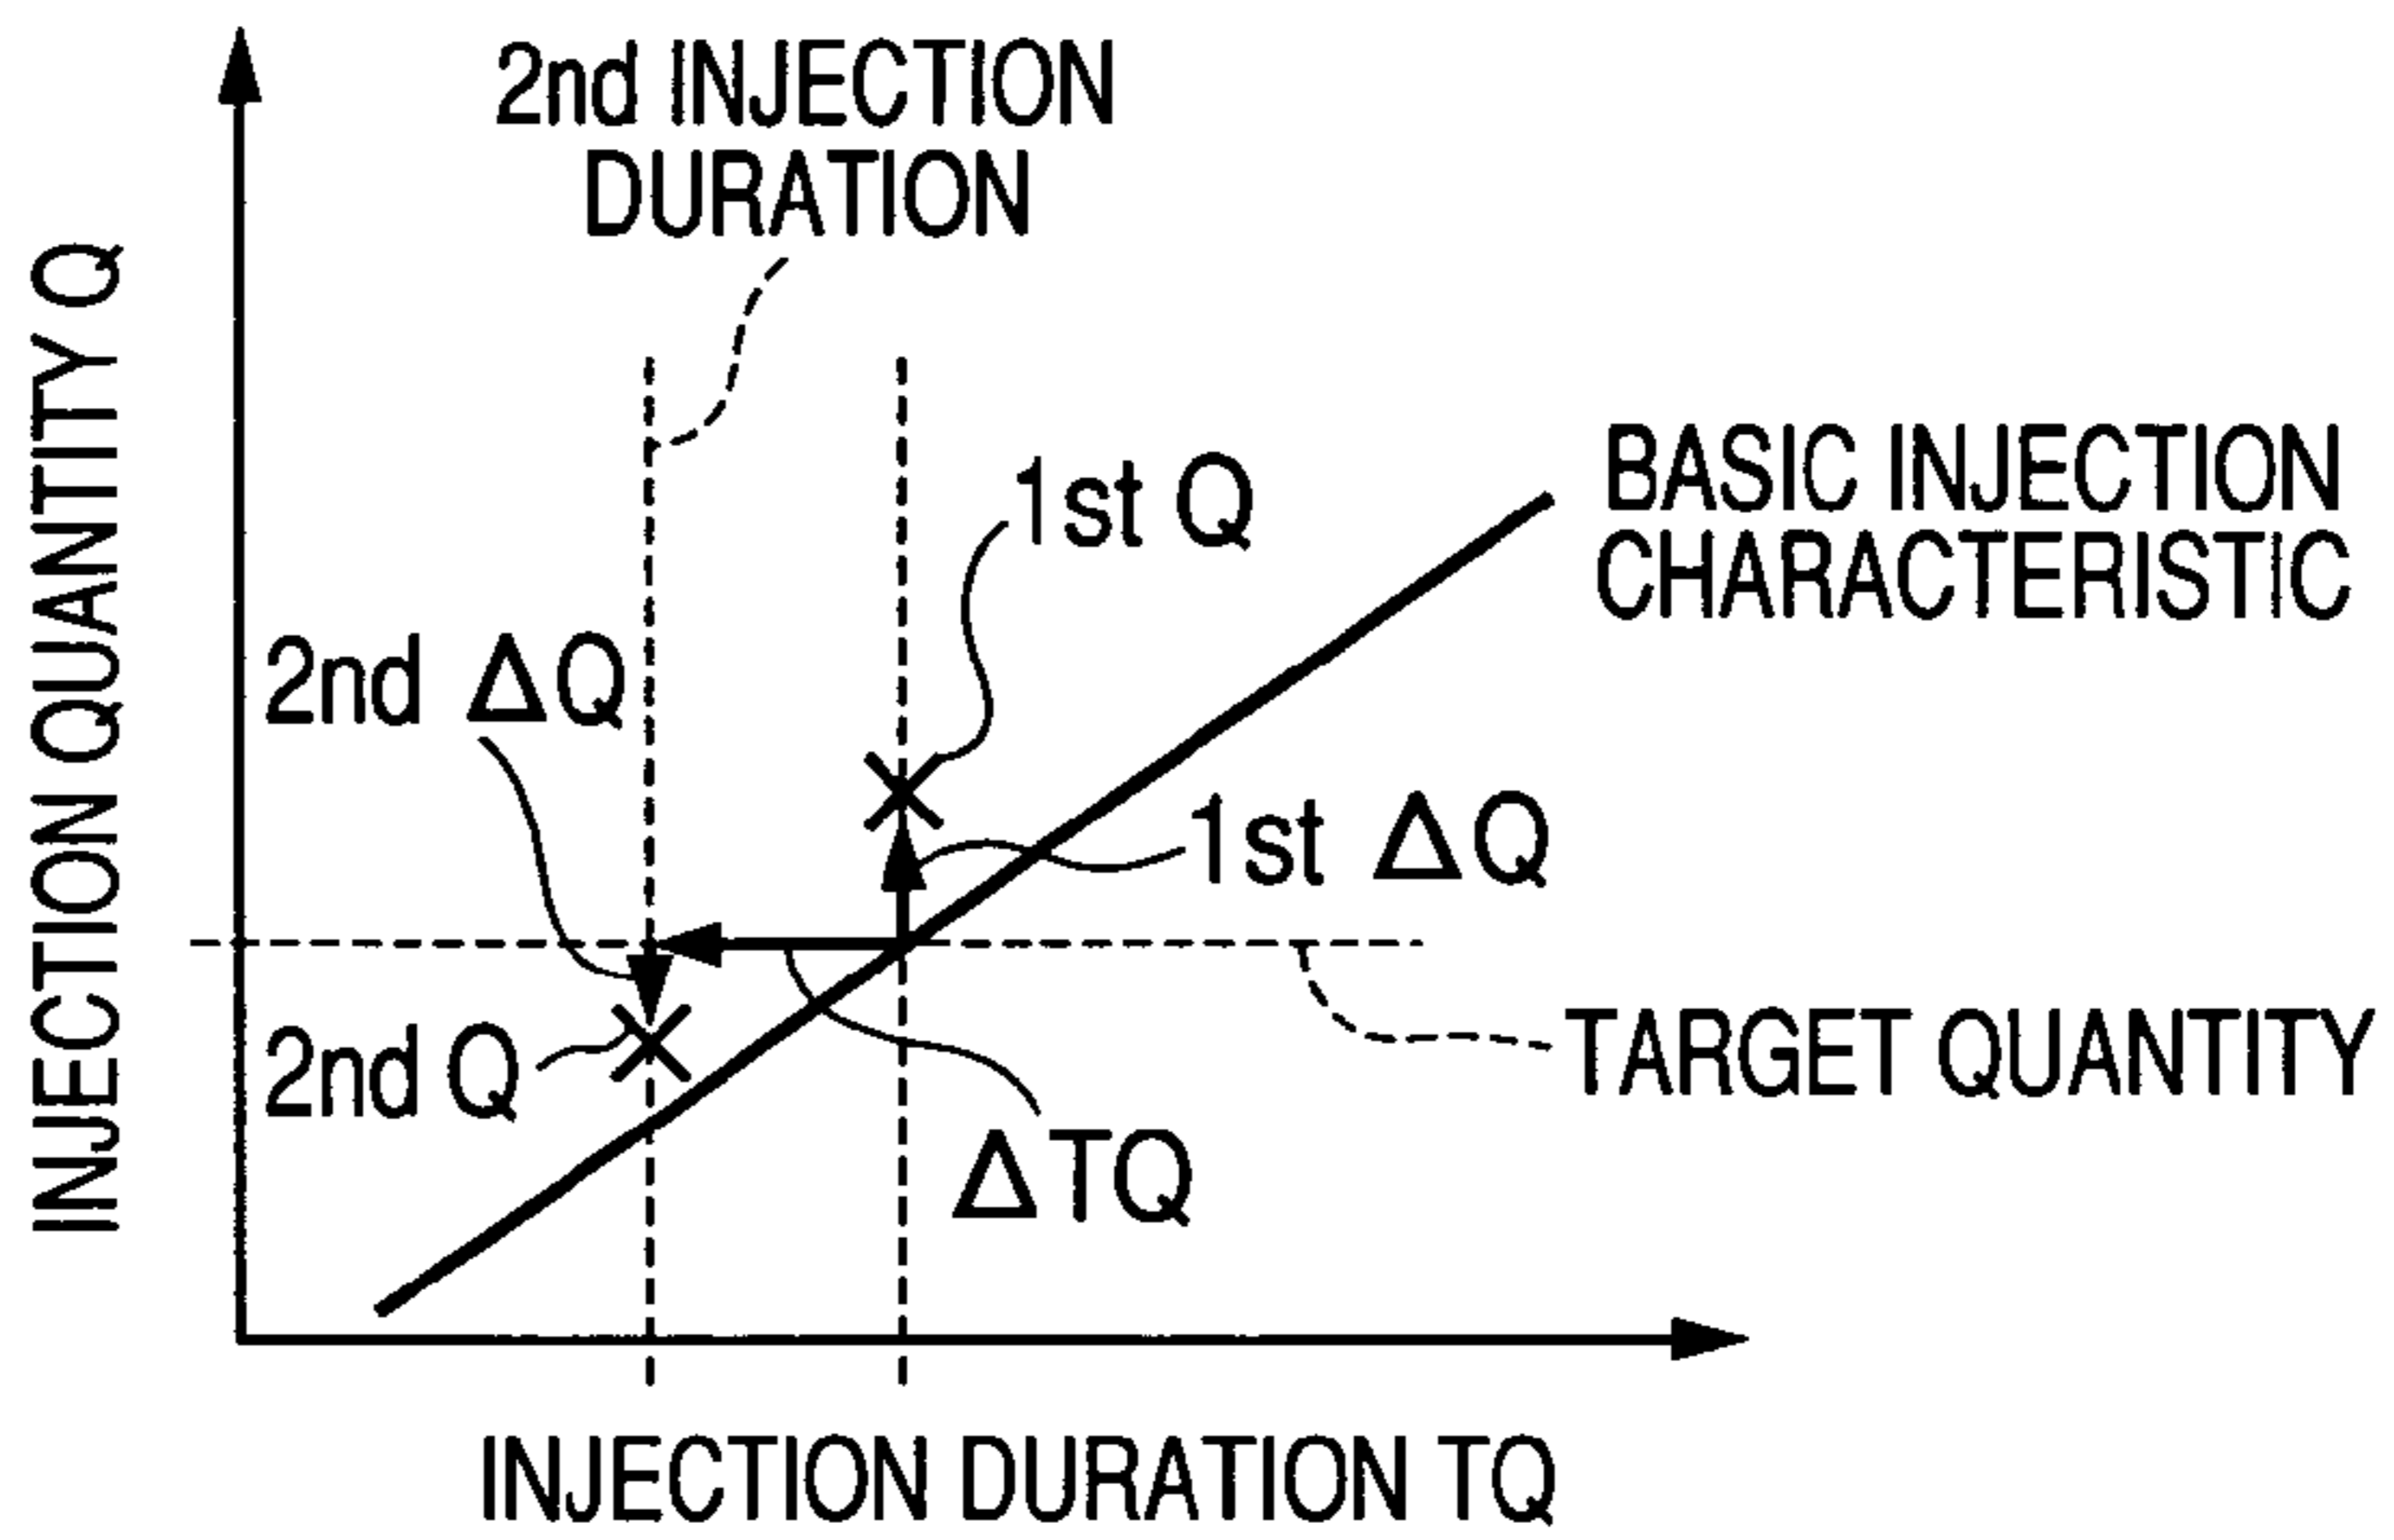 2nd INJECTION
DURATION
INJECTION QUANTITY Q
1st Q
BASIC INJECTION
CHARACTERISTIC
2nd ΔQ
1st ΔQ
2nd Q
TARGET QUANTITY
ΔTQ
INJECTION DURATION TQ